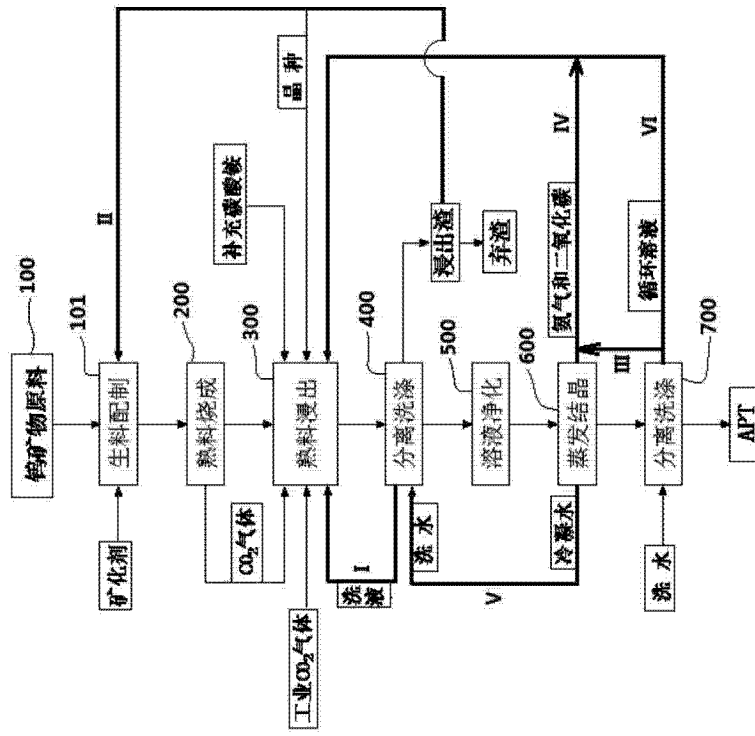 钨矿物原料
100
矿化剂
生料配制
101
II
熟料烧成
200
CO₂气体
补充碳酸铵
晶种
工业CO₂气体
熟料浸出
300
洗液
I
分离洗涤
400
浸出渣
弃渣
洗水
溶液净化
500
V
冷凝水
蒸发结晶
600
氨气和二氧化碳
IV
III
洗水
分离洗涤
700
循环溶液
VI
APT